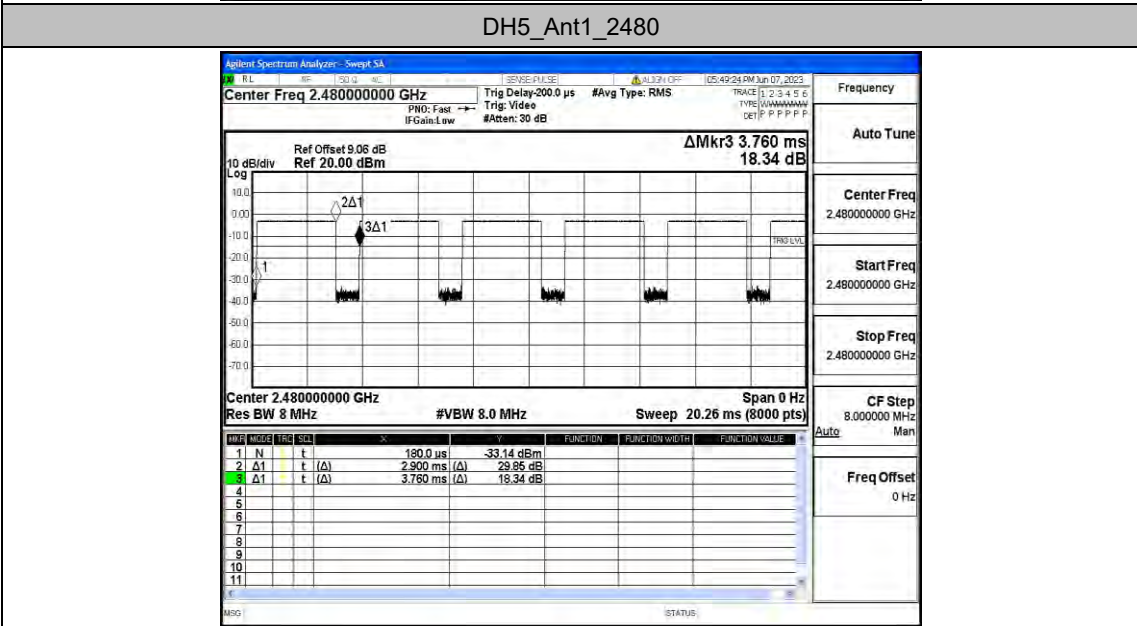 DH5_Ant1_2480
Agilent Spectrum Analyzer - Swept SA
RL RF 50 Ω AC SENSE:PULSE ALIGN OFF 05:49:24 PM Jun 07, 2023
Center Freq 2.480000000 GHz Trig Delay-200.0 µs #Avg Type: RMS TRACE 1 2 3 4 5 6
PNO: Fast Trig: Video TYPE
IFGain:Low #Atten: 30 dB DET P P P P P P
ΔMkr3 3.760 ms
18.34 dB
Ref Offset 9.06 dB
10 dB/div Ref 20.00 dBm
Log
10.0
0.00
-10.0
-20.0
-30.0
-40.0
-50.0
-60.0
-70.0
2Δ1
3Δ1
1
TRIG LVL
Center 2.480000000 GHz Span 0 Hz
Res BW 8 MHz #VBW 8.0 MHz Sweep 20.26 ms (8000 pts)
MKR MODE TRC SCL X Y FUNCTION FUNCTION WIDTH FUNCTION VALUE
1 N t 180.0 µs -33.14 dBm
2 Δ1 t (Δ) 2.900 ms (Δ) 29.85 dB
3 Δ1 t (Δ) 3.760 ms (Δ) 18.34 dB
4
5
6
7
8
9
10
11
MSG STATUS
Frequency
Auto Tune
Center Freq
2.480000000 GHz
Start Freq
2.480000000 GHz
Stop Freq
2.480000000 GHz
CF Step
8.000000 MHz
Auto Man
Freq Offset
0 Hz